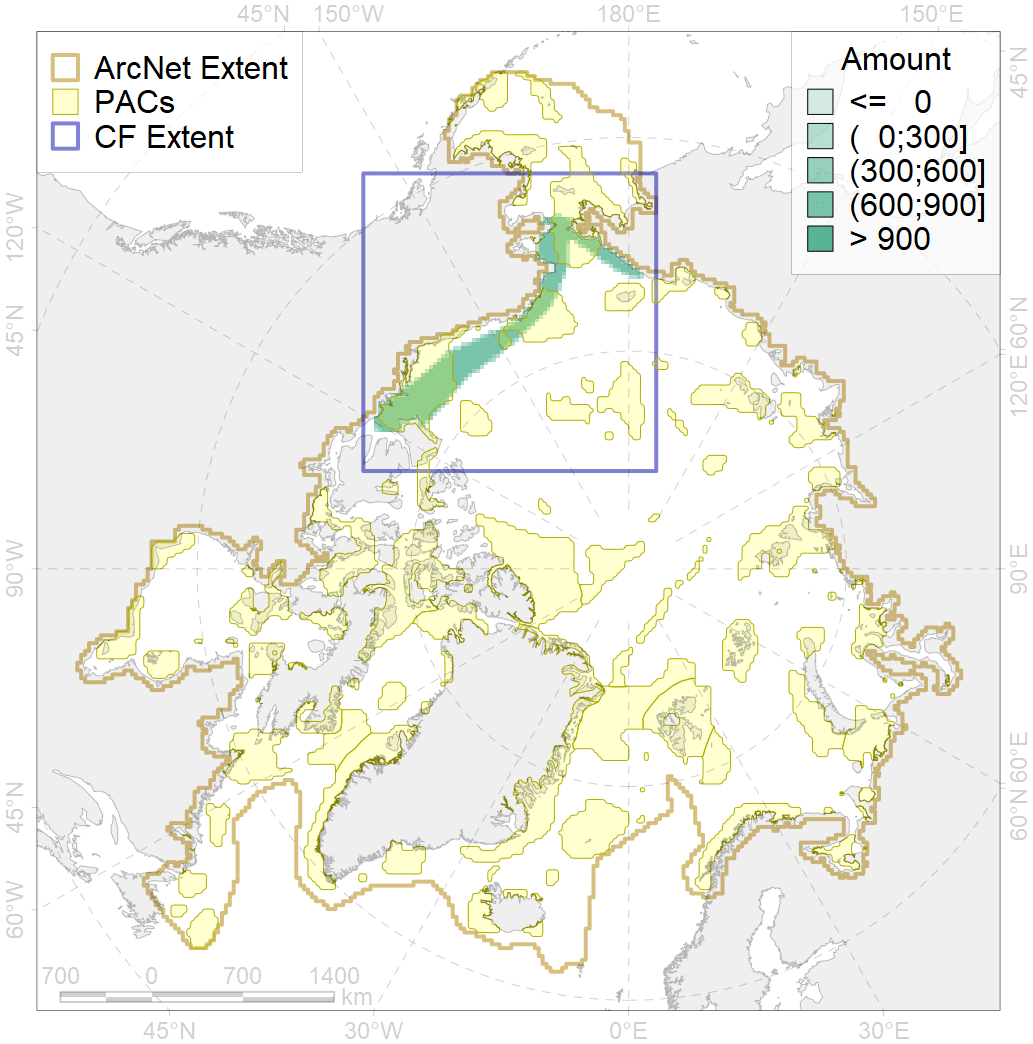 45°N 150°W 180°E 150°E
ArcNet Extent
PACs
CF Extent
Amount
<= 0
( 0;300]
(300;600]
(600;900]
> 900
45°N
120°W
45°N
90°W
45°N
60°W
60°N
120°E
90°E
60°E
60°N
700 0 700 1400
km
45°N 30°W 0°E 30°E